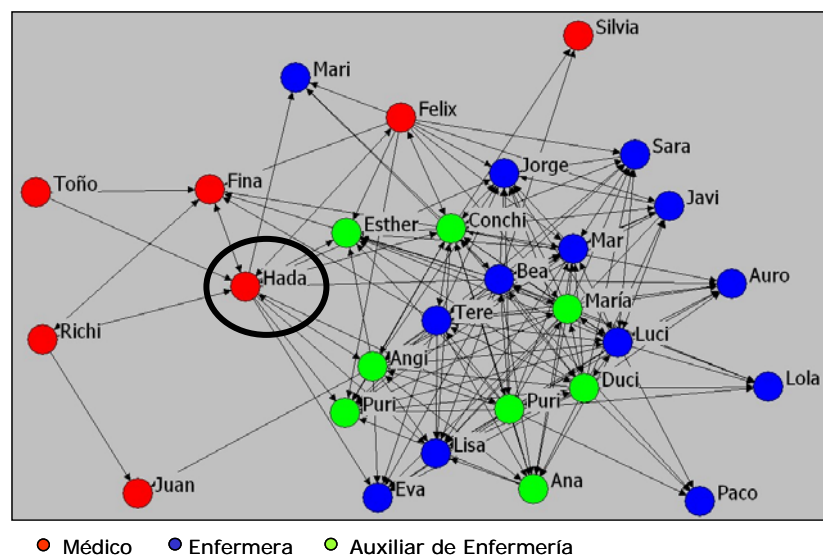 Silvia
Mari
Felix
Sara
Jorge
Toño
Fina
Javi
Esther
Conchi
Mar
Hada
Bea
Auro
María
Tere
Richi
Luci
Angi
Duci
Lola
Puri
Puri
Lisa
Juan
Eva
Ana
Paco
Médico Enfermera Auxiliar de Enfermería